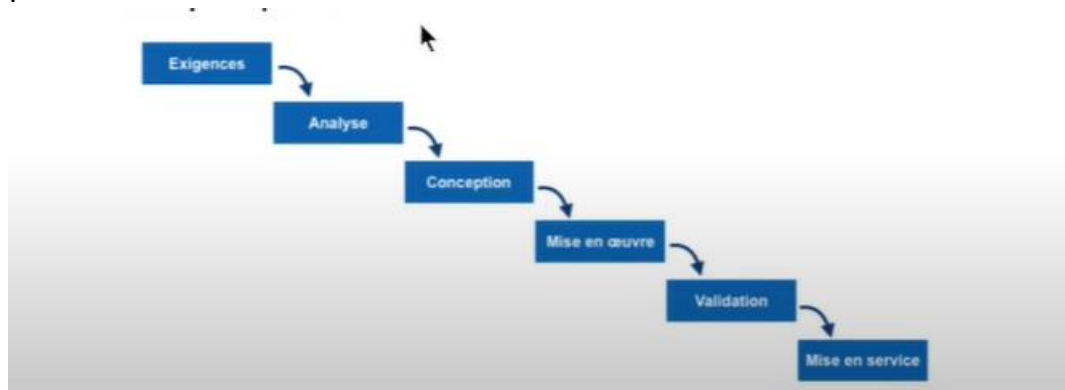 Exigences
Analyse
Conception
Mise en œuvre
Validation
Mise en service